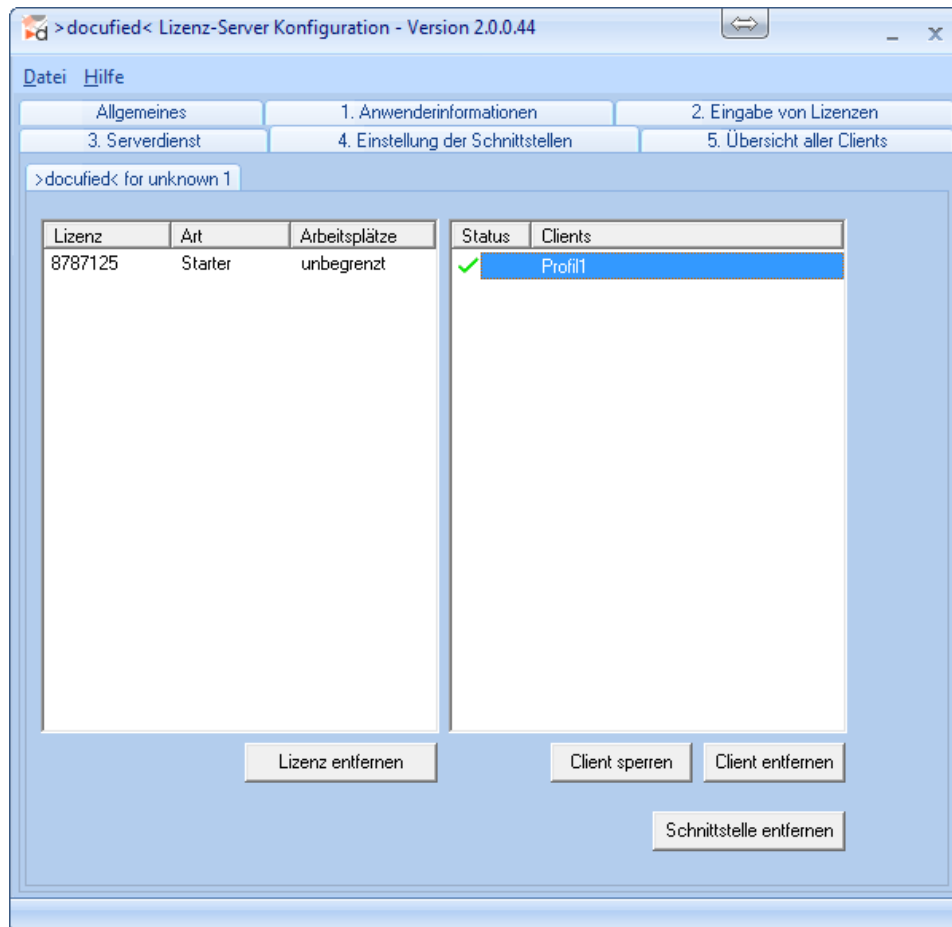 >docufied< Lizenz-Server Konfiguration - Version 2.0.0.44
Datei Hilfe
Allgemeines 1. Anwenderinformationen 2. Eingabe von Lizenzen
3. Serverdienst 4. Einstellung der Schnittstellen 5. Übersicht aller Clients
>docufied< for unknown 1
Lizenz Art Arbeitsplätze Status Clients
8787125 Starter unbegrenzt Profil1
Lizenz entfernen Client sperren Client entfernen
Schnittstelle entfernen